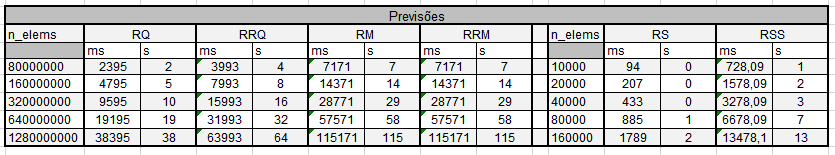 Previsões
n_elems RQ RRQ RM RRM n_elems RS RSS
ms s ms s ms s ms s ms s ms s
80000000 2395 2 3993 4 7171 7 7171 7 10000 94 0 728,09 1
160000000 4795 5 7993 8 14371 14 14371 14 20000 207 0 1578,09 2
320000000 9595 10 15993 16 28771 29 28771 29 40000 433 0 3278,09 3
640000000 19195 19 31993 32 57571 58 57571 58 80000 885 1 6678,09 7
1280000000 38395 38 63993 64 115171 115 115171 115 160000 1789 2 13478,1 13